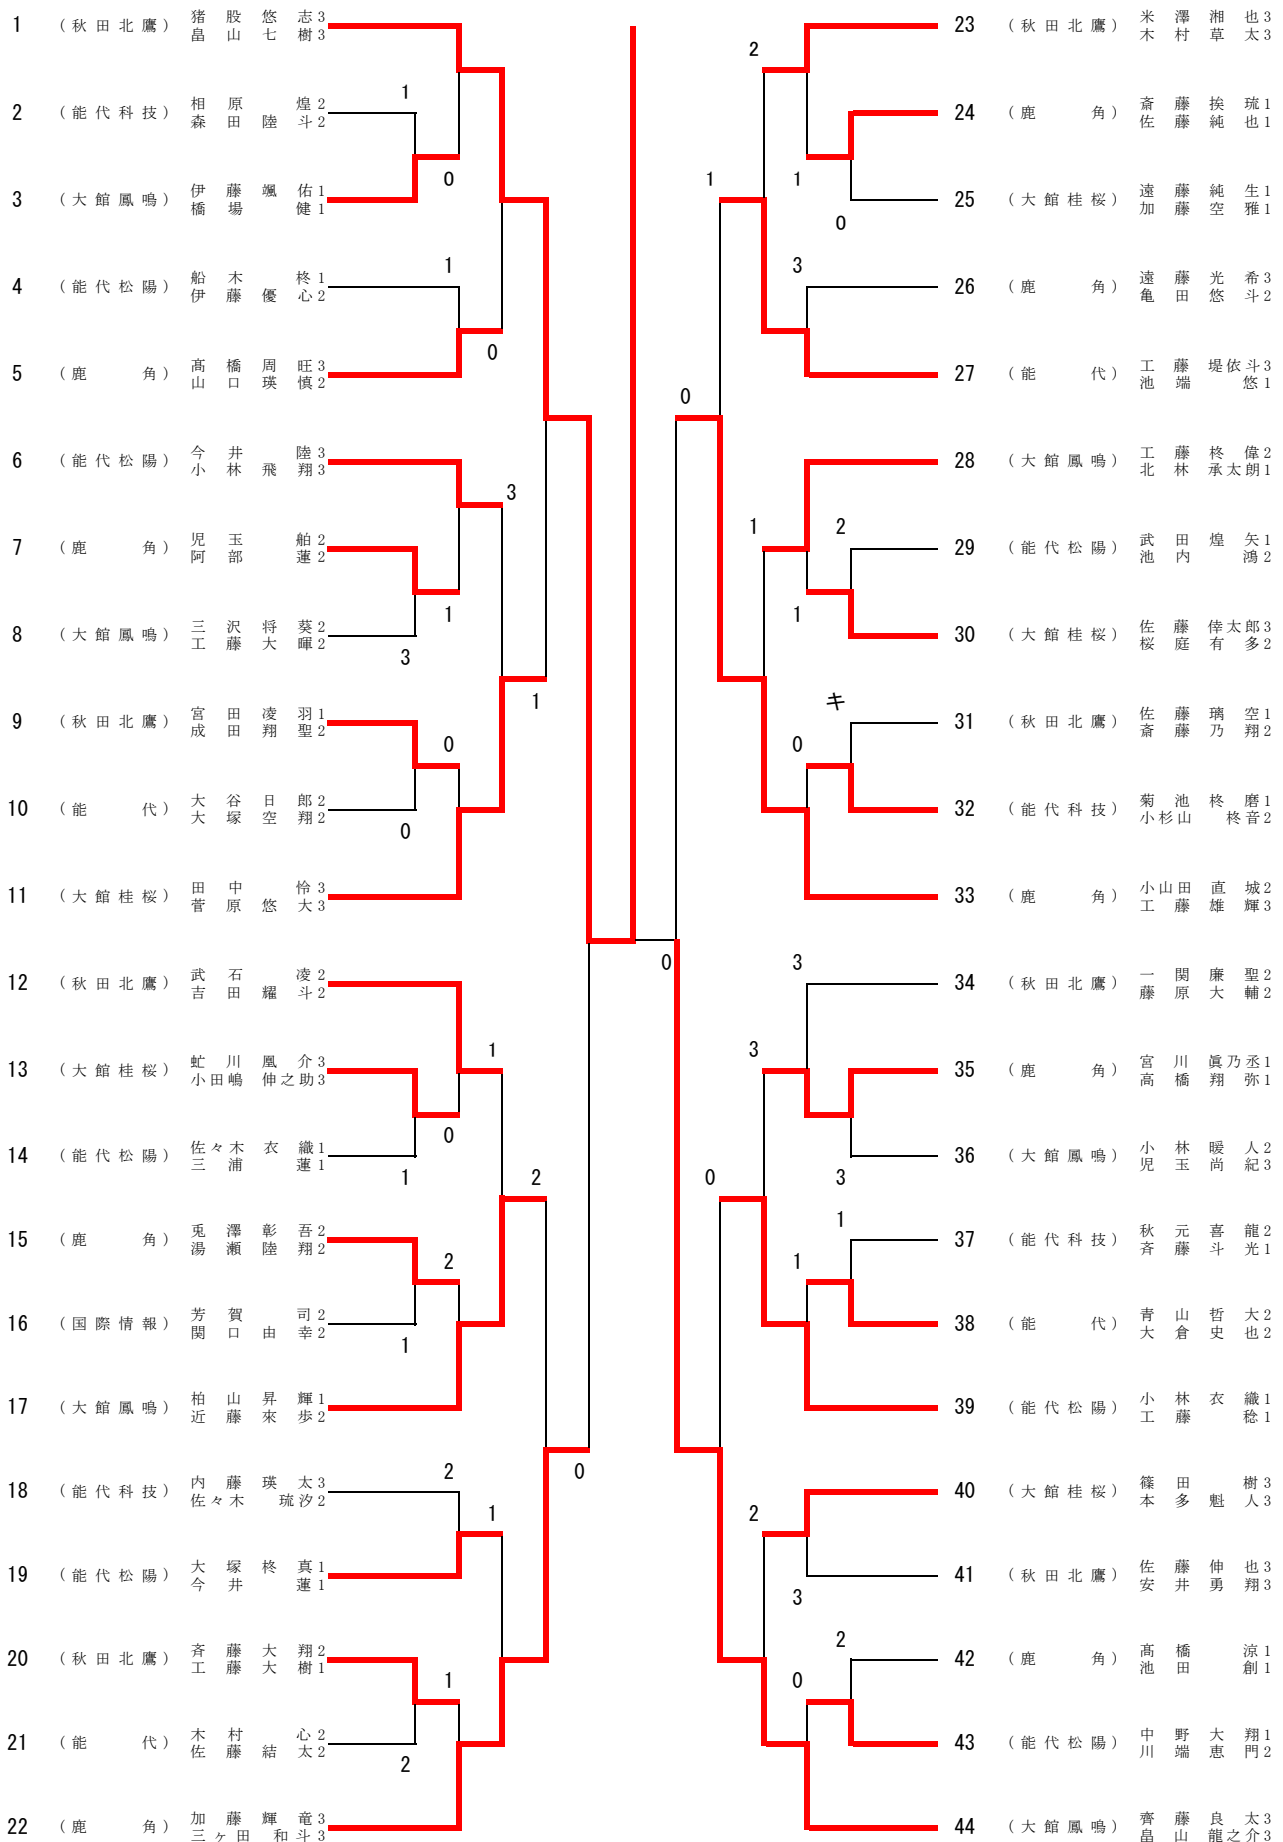 1 (秋田北鷹) 猪股悠志3
畠山七樹3
2 (能代科技) 相原煌2
森田陸斗2
3 (大館鳳鳴) 伊藤颯佑1
橋場健1
4 (能代松陽) 船木柊1
伊藤優心2
5 (鹿角) 髙橋周旺3
山口瑛慎2
6 (能代松陽) 今井陸3
小林飛翔3
7 (鹿角) 児玉舶2
阿部蓮2
8 (大館鳳鳴) 三沢将葵2
工藤大暉2
9 (秋田北鷹) 宮田凌羽1
成田翔聖2
10 (能代) 大谷日郎2
大塚空翔2
11 (大館桂桜) 田中怜3
菅原悠大3
12 (秋田北鷹) 武石凌2
吉田耀斗2
13 (大館桂桜) 虻川凰介3
小田嶋伸之助3
14 (能代松陽) 佐々木衣織1
三浦蓮1
15 (鹿角) 兎澤彰吾2
湯瀬陸翔2
16 (国際情報) 芳賀司2
関口由幸2
17 (大館鳳鳴) 柏山昇輝1
近藤來歩2
18 (能代科技) 内藤瑛太3
佐々木琉汐2
19 (能代松陽) 大塚柊真1
今井蓮1
20 (秋田北鷹) 斉藤大翔2
工藤大樹1
21 (能代) 木村心2
佐藤結太2
22 (鹿角) 加藤輝竜3
三ヶ田和斗3
1
0
1
0
3
1
3
1
0
0
1
0
1
2
2
1
2
1
1
2
0
0
2
1
0
1
3
0
1
2
1
キ
0
3
3
3
0
1
1
2
3
2
0
23 (秋田北鷹) 米澤湘也3
木村草太3
24 (鹿角) 斎藤挨琉1
佐藤純也1
25 (大館桂桜) 遠藤純生1
加藤空雅1
26 (鹿角) 遠藤光希3
亀田悠斗2
27 (能代) 工藤堤依斗3
池端悠1
28 (大館鳳鳴) 工藤柊偉2
北林承太朗1
29 (能代松陽) 武田煌矢1
池内鴻2
30 (大館桂桜) 佐藤倖太郎3
桜庭有多2
31 (秋田北鷹) 佐藤璃空1
斎藤乃翔2
32 (能代科技) 菊池柊磨1
小杉山柊音2
33 (鹿角) 小山田直城2
工藤雄輝3
34 (秋田北鷹) 一関廉聖2
藤原大輔2
35 (鹿角) 宮川眞乃丞1
高橋翔弥1
36 (大館鳳鳴) 小林暖人2
児玉尚紀3
37 (能代科技) 秋元喜龍2
斉藤斗光1
38 (能代) 青山哲大2
大倉史也2
39 (能代松陽) 小林衣織1
工藤稔1
40 (大館桂桜) 篠田樹3
本多魁人3
41 (秋田北鷹) 佐藤伸也3
安井勇翔3
42 (鹿角) 髙橋涼1
池田創1
43 (能代松陽) 中野大翔1
川端恵門2
44 (大館鳳鳴) 齊藤良太3
畠山龍之介3